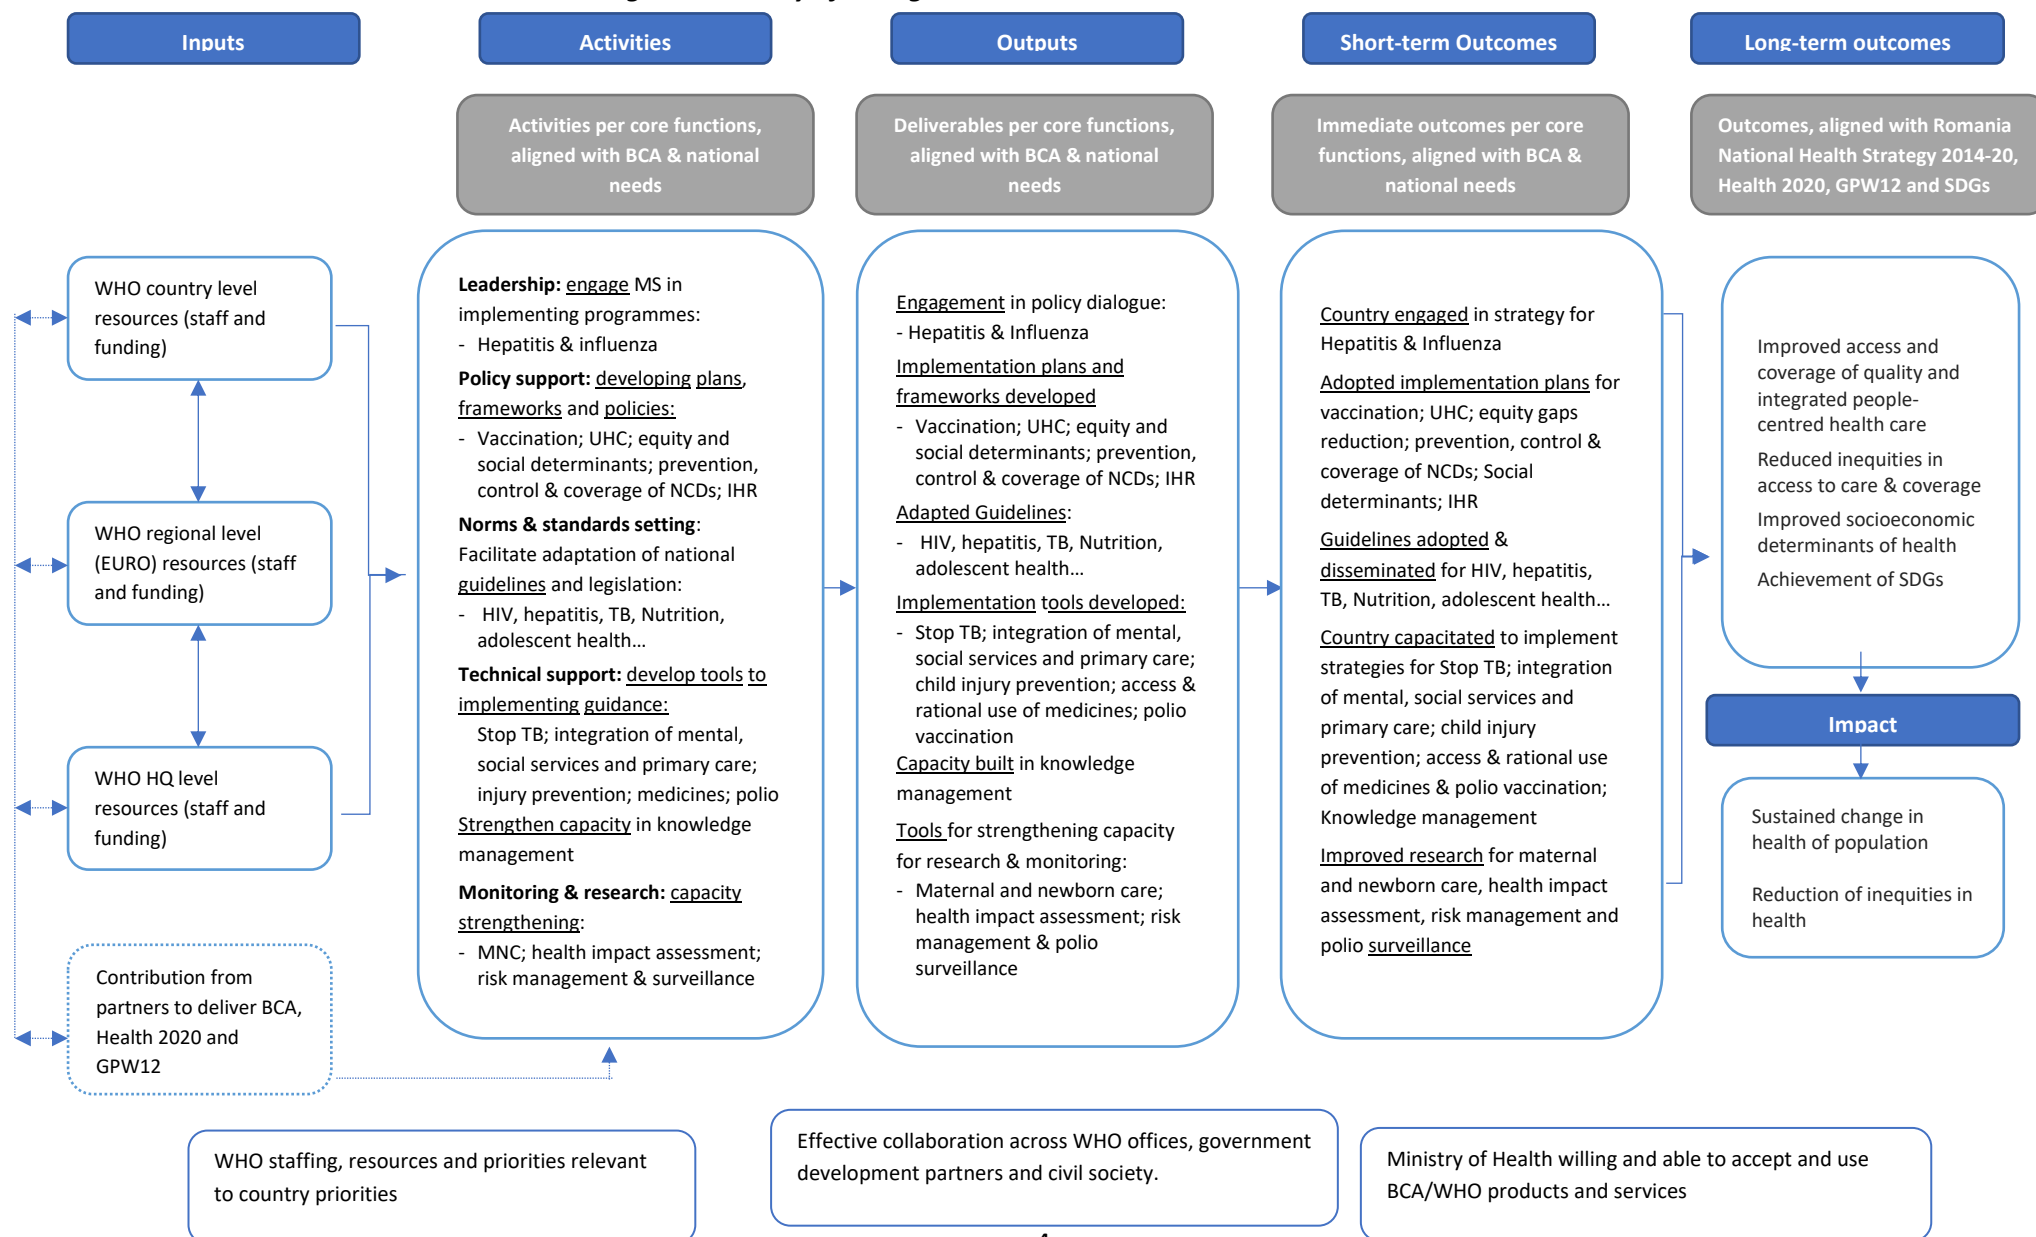 Inputs
Activities
Outputs
Short-term Outcomes
Long-term outcomes
Activities per core functions,
aligned with BCA & national
needs
Deliverables per core functions,
aligned with BCA & national
needs
Immediate outcomes per core
functions, aligned with BCA &
national needs
Outcomes, aligned with Romania
National Health Strategy 2014-20,
Health 2020, GPW12 and SDGs
WHO country level
resources (staff and
funding)
WHO regional level
(EURO) resources (staff
and funding)
WHO HQ level
resources (staff and
funding)
Contribution from
partners to deliver BCA,
Health 2020 and
GPW12
Leadership: engage MS in
implementing programmes:
- Hepatitis & influenza
Policy support: developing plans,
frameworks and policies:
- Vaccination; UHC; equity and
social determinants; prevention,
control & coverage of NCDs; IHR
Norms & standards setting:
Facilitate adaptation of national
guidelines and legislation:
- HIV, hepatitis, TB, Nutrition,
adolescent health...
Technical support: develop tools to
implementing guidance:
Stop TB; integration of mental,
social services and primary care;
injury prevention; medicines; polio
Strengthen capacity in knowledge
management
Monitoring & research: capacity
strengthening:
- MNC; health impact assessment;
risk management & surveillance
Engagement in policy dialogue:
- Hepatitis & Influenza
Implementation plans and
frameworks developed
- Vaccination; UHC; equity and
social determinants; prevention,
control & coverage of NCDs; IHR
Adapted Guidelines:
- HIV, hepatitis, TB, Nutrition,
adolescent health...
Implementation tools developed:
- Stop TB; integration of mental,
social services and primary care;
child injury prevention; access &
rational use of medicines; polio
vaccination
Capacity built in knowledge
management
Tools for strengthening capacity
for research & monitoring:
- Maternal and newborn care;
health impact assessment; risk
management & polio
surveillance
Country engaged in strategy for
Hepatitis & Influenza
Adopted implementation plans for
vaccination; UHC; equity gaps
reduction; prevention, control &
coverage of NCDs; Social
determinants; IHR
Guidelines adopted &
disseminated for HIV, hepatitis,
TB, Nutrition, adolescent health...
Country capacitated to implement
strategies for Stop TB; integration
of mental, social services and
primary care; child injury
prevention; access & rational use
of medicines & polio vaccination;
Knowledge management
Improved research for maternal
and newborn care, health impact
assessment, risk management and
polio surveillance
Improved access and
coverage of quality and
integrated people-
centred health care
Reduced inequities in
access to care & coverage
Improved socioeconomic
determinants of health
Achievement of SDGs
Impact
Sustained change in
health of population
Reduction of inequities in
health
WHO staffing, resources and priorities relevant
to country priorities
Effective collaboration across WHO offices, government
development partners and civil society.
Ministry of Health willing and able to accept and use
BCA/WHO products and services